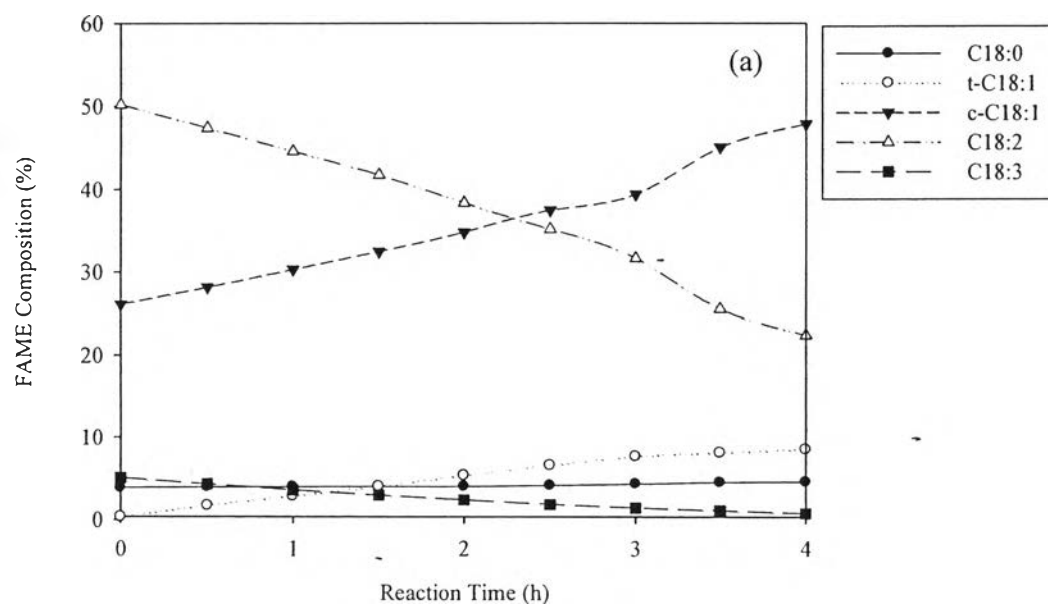 60
50
40
30
20
10
0
FAME Composition (%)
(a)
0 1 2 3 4
Reaction Time (h)
C18:0
t-C18:1
c-C18:1
C18:2
C18:3